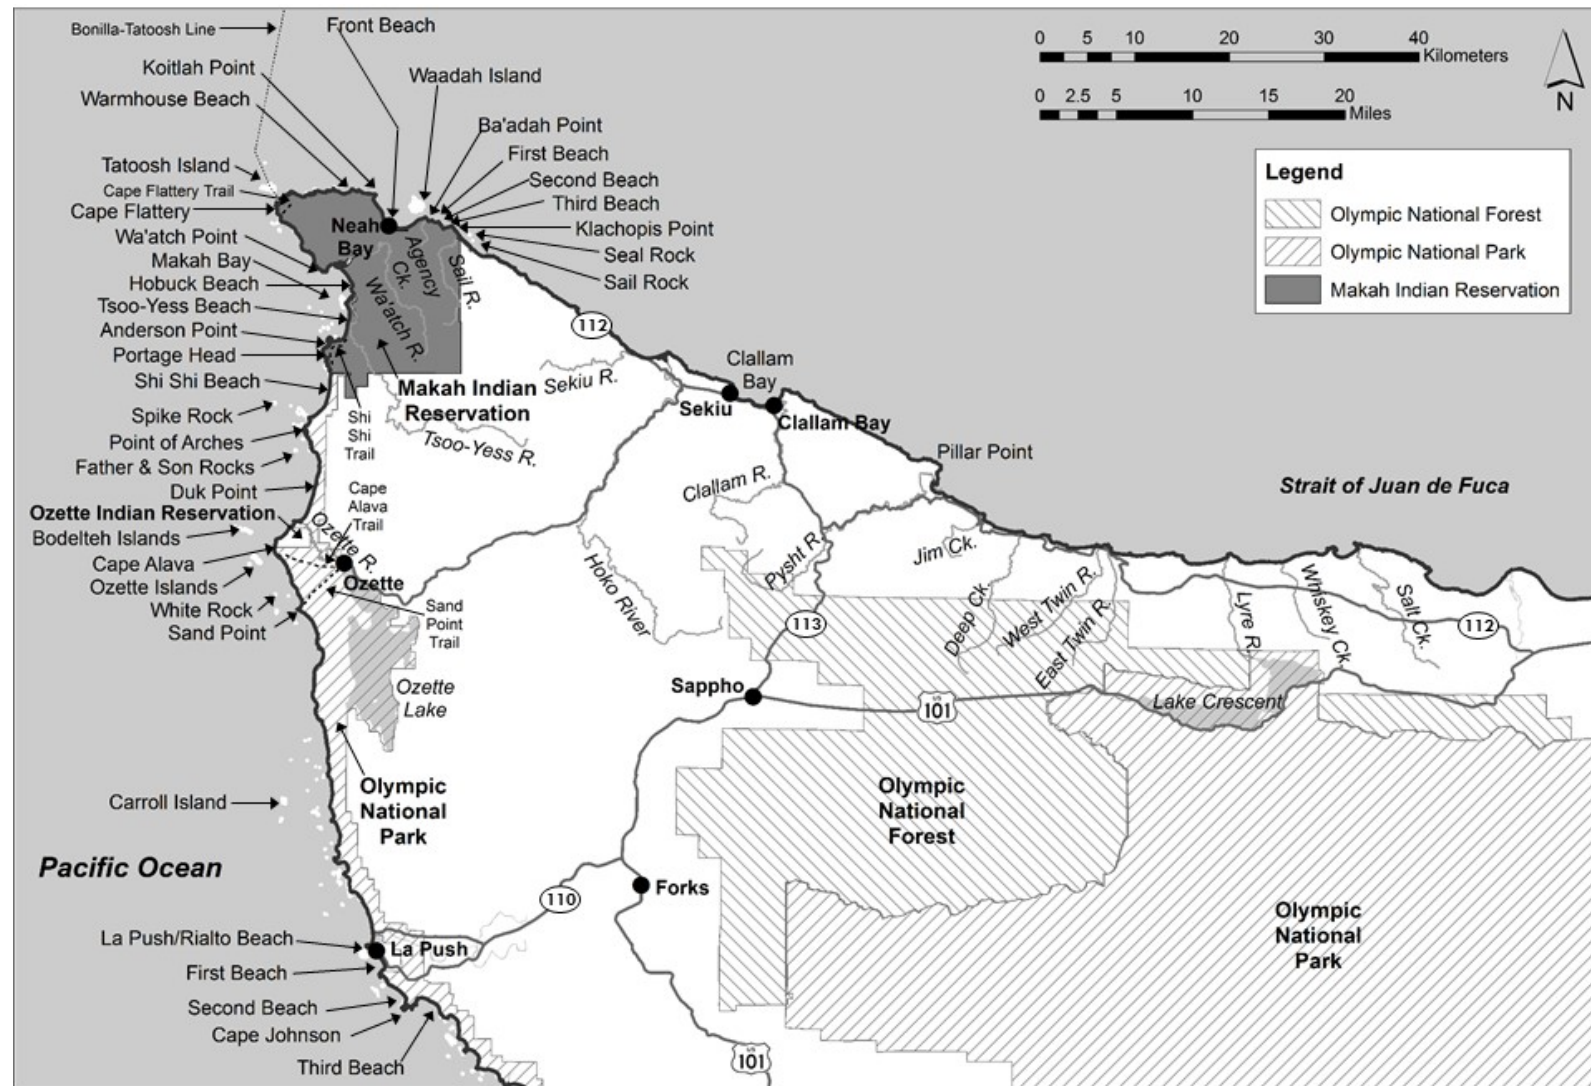 Bonilla-Tatoosh Line
Front Beach
Koitlah Point
Waadah Island
Warmhouse Beach
Ba'adah Point
First Beach
Tatoosh Island
Second Beach
Cape Flattery Trail
Third Beach
Cape Flattery
Klachopis Point
Wa'atch Point
Seal Rock
Makah Bay
Sail Rock
Hobuck Beach
Tsoo-Yess Beach
Anderson Point
Portage Head
Shi Shi Beach
Spike Rock
Point of Arches
Father & Son Rocks
Duk Point
Ozette Indian Reservation
Bodelteh Islands
Cape Alava
Ozette Islands
White Rock
Sand Point
Carroll Island
Pacific Ocean
La Push/Rialto Beach
First Beach
Second Beach
Cape Johnson
Third Beach
Neah
Bay
Agency
Ck.
Sail R.
Wa'atch R.
Makah Indian
Reservation
Shi
Shi
Trail
Tsoo-Yess R.
Cape
Alava
Trail
Ozette R.
Ozette
Sand
Point
Trail
Ozette
Lake
Olympic
National
Park
La Push
110
Forks
112
Sekiu R.
Sekiu
Clallam
Bay
Clallam Bay
Pillar Point
Clallam R.
Hoko River
Pysht R.
Jim Ck.
113
Sappho
Deep Ck.
West Twin R.
East Twin R.
Lyre R.
Whiskey Ck.
Salt Ck.
112
US
101
Lake Crescent
Olympic
National
Forest
Olympic
National
Park
US
101
Strait of Juan de Fuca
0 5 10 20 30 40
Kilometers
0 2.5 5 10 15 20
Miles
N
Legend
Olympic National Forest
Olympic National Park
Makah Indian Reservation